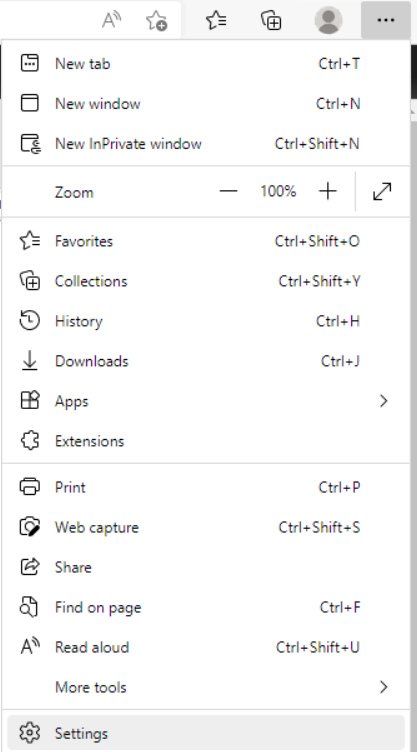 New tab Ctrl+T
New window Ctrl+N
New InPrivate window Ctrl+Shift+N
Zoom — 100% +
Favorites Ctrl+Shift+O
Collections Ctrl+Shift+Y
History Ctrl+H
Downloads Ctrl+J
Apps
Extensions
Print Ctrl+P
Web capture Ctrl+Shift+S
Share
Find on page Ctrl+F
Read aloud Ctrl+Shift+U
More tools
Settings